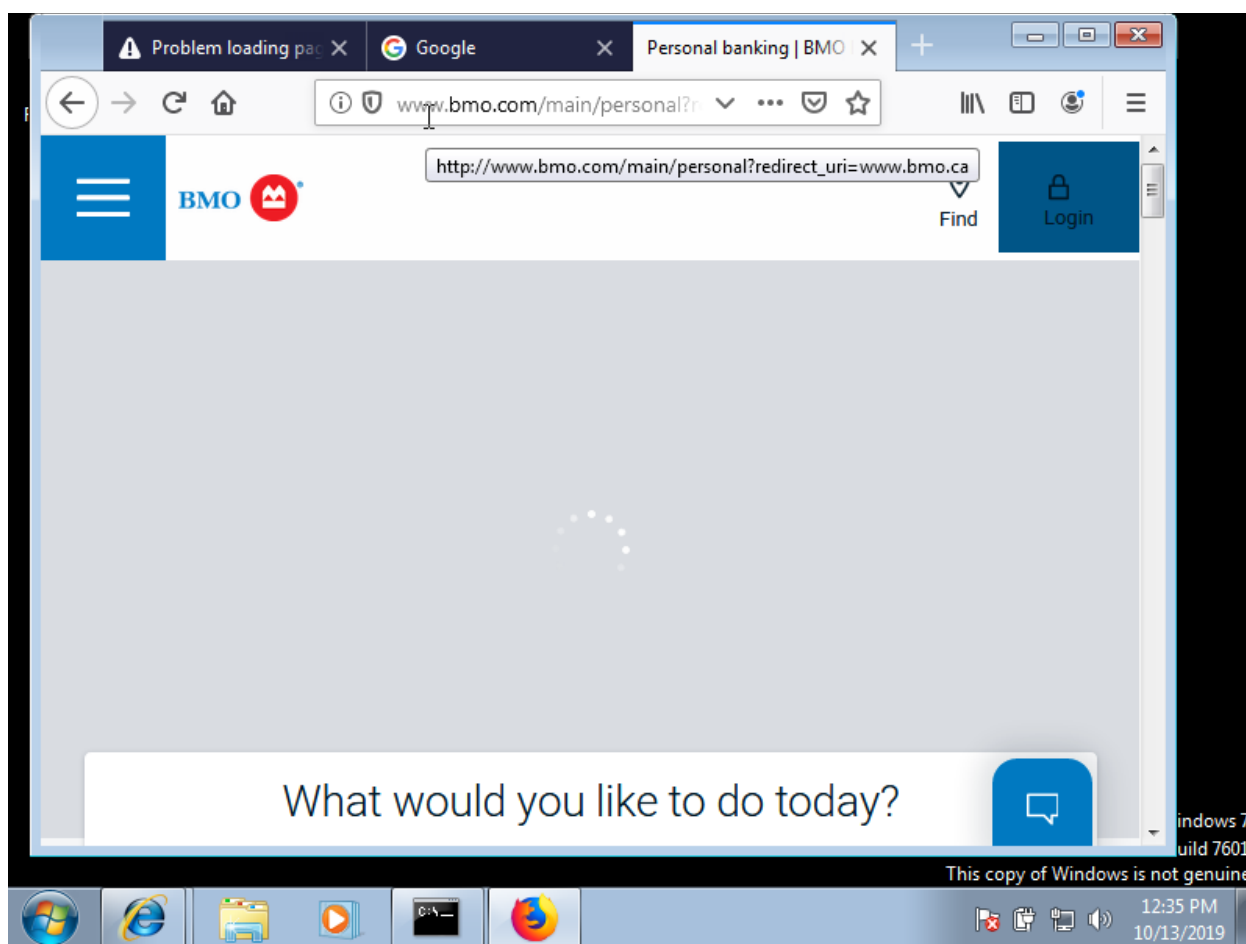 Problem loading pag
Google
Personal banking | BMO
www.bmo.com/main/personal?r
http://www.bmo.com/main/personal?redirect_uri=www.bmo.ca
BMO
Find
Login
What would you like to do today?
indows 7
uild 7601
This copy of Windows is not genuine
C:\_
12:35 PM
10/13/2019